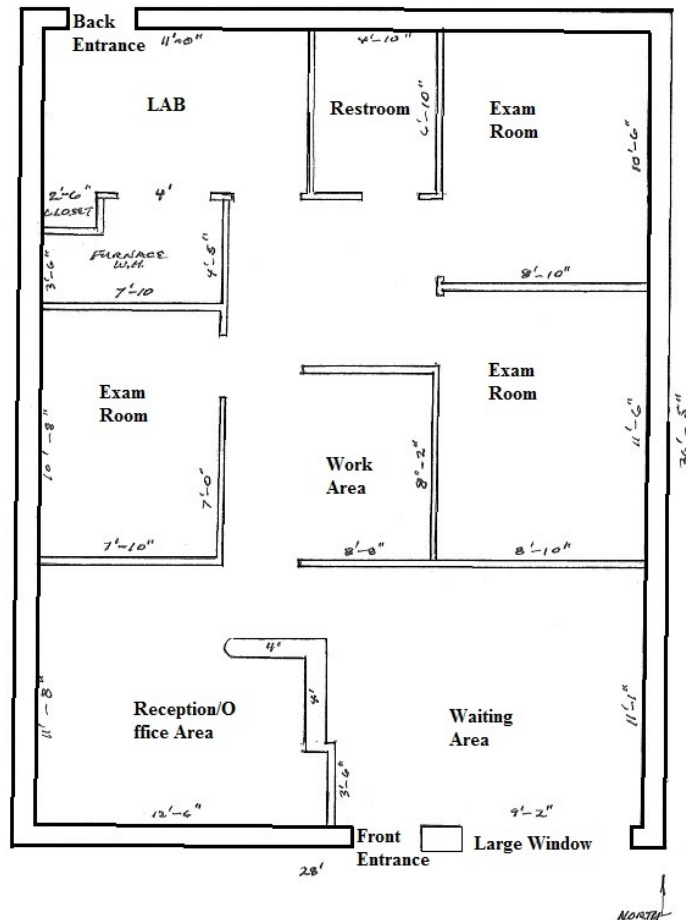 Back
Entrance
11'-0"
4'-10"
LAB
Restroom
6'-10"
Exam
Room
10'-6"
2'-6"
4'
CLOSET
FURNACE
W.H.
3'-6"
4'-8"
7'-10
8'-10"
Exam
Room
10'-8"
7'-0"
Work
Area
8'-2"
Exam
Room
11'-6"
36'-5"
7'-10"
8'-8"
8'-10"
4'
4'
Reception/O
ffice Area
11'-8"
Waiting
Area
11'-1"
3'-6"
12'-6"
9'-2"
Front
Entrance
Large Window
28'
NORTH